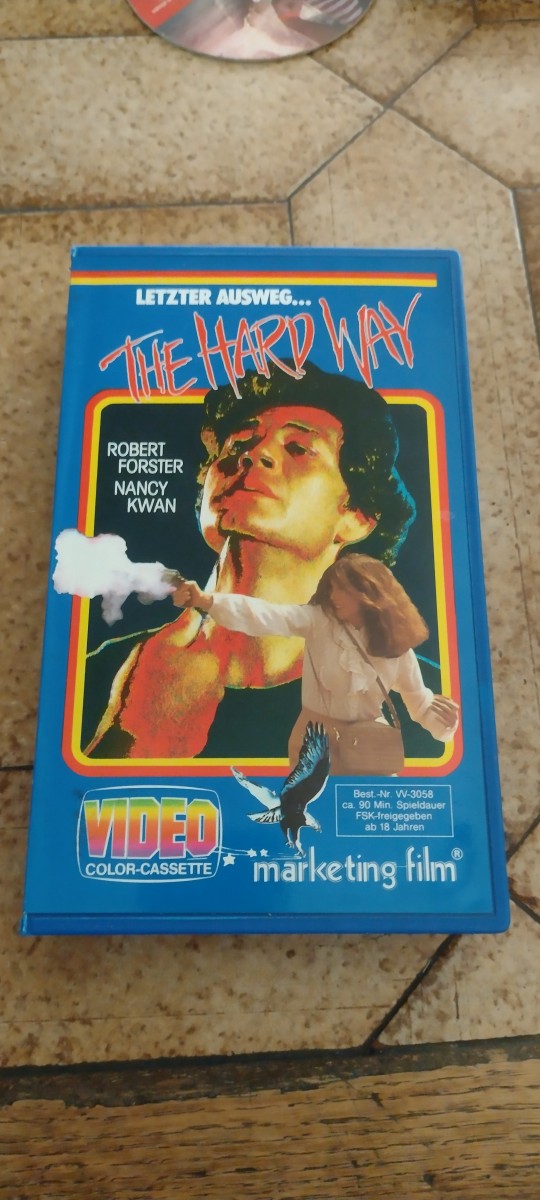 LETZTER AUSWEG...
THE HARD WAY
ROBERT
FORSTER
NANCY
KWAN
VIDEO
COLOR-CASSETTE
Best.-Nr. VV-3058
ca. 90 Min. Spieldauer
FSK-freigegeben
ab 18 Jahren
marketing film®